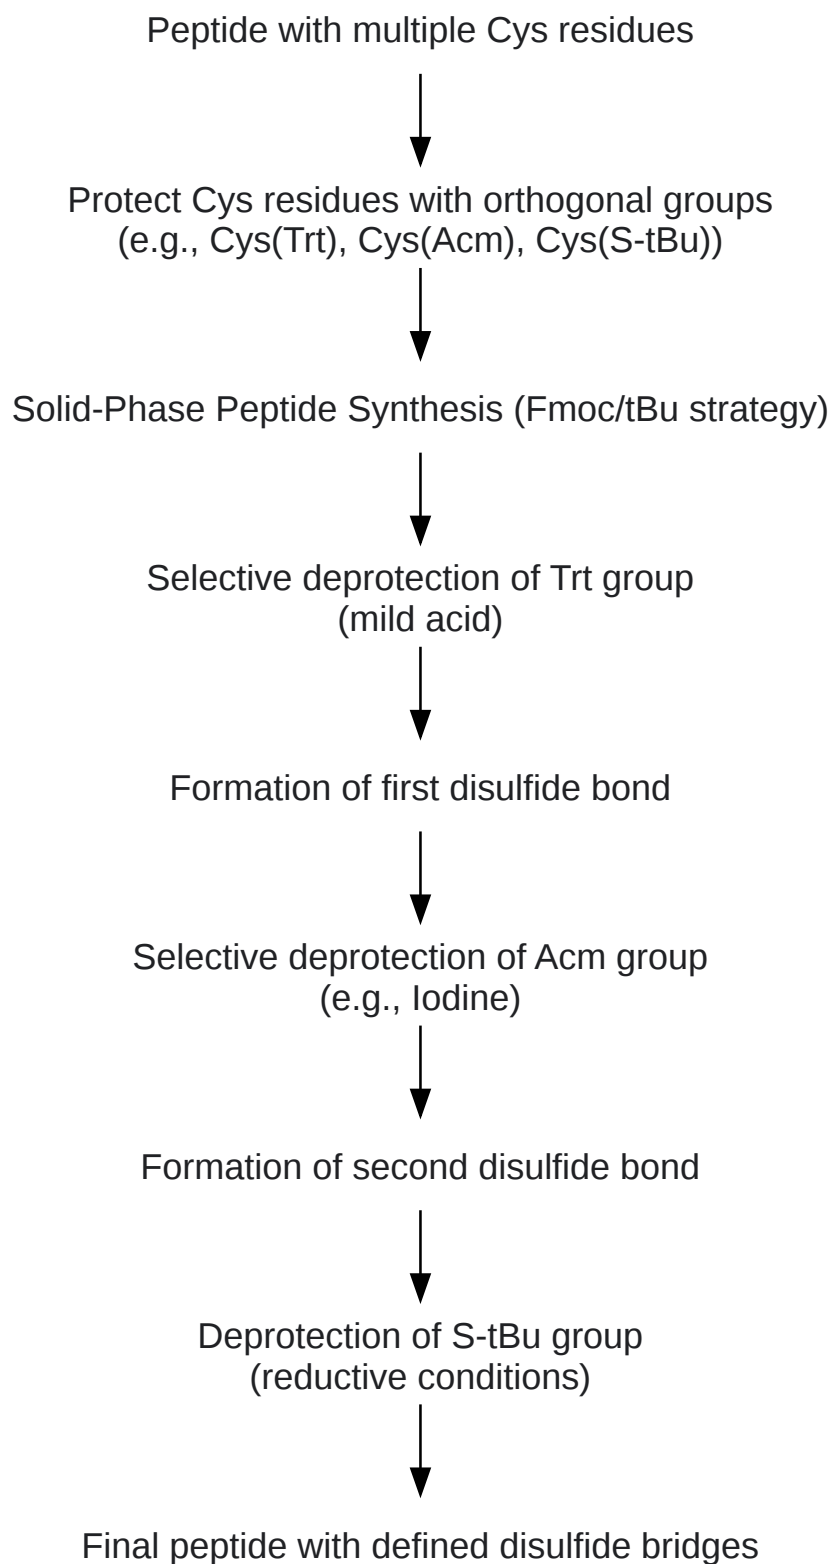 Peptide with multiple Cys residues
Protect Cys residues with orthogonal groups
(e.g., Cys(Trt), Cys(Acm), Cys(S-tBu))
Solid-Phase Peptide Synthesis (Fmoc/tBu strategy)
Selective deprotection of Trt group
(mild acid)
Formation of first disulfide bond
Selective deprotection of Acm group
(e.g., Iodine)
Formation of second disulfide bond
Deprotection of S-tBu group
(reductive conditions)
Final peptide with defined disulfide bridges